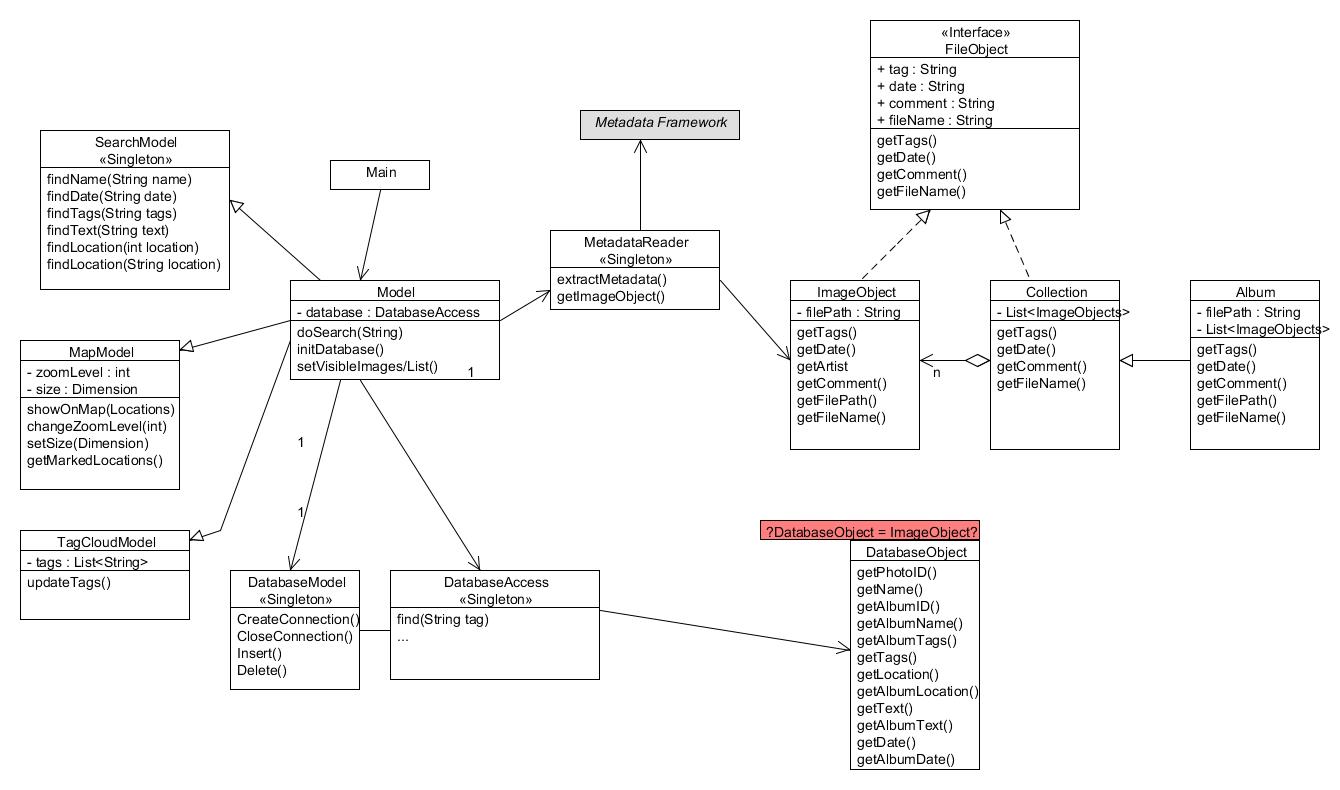 «Interface»
FileObject
+ tag : String
+ date : String
+ comment : String
+ fileName : String
getTags()
getDate()
getComment()
getFileName()
Metadata Framework
SearchModel
«Singleton»
findName(String name)
findDate(String date)
findTags(String tags)
findText(String text)
findLocation(int location)
findLocation(String location)
Main
MetadataReader
«Singleton»
extractMetadata()
getImageObject()
Model
- database : DatabaseAccess
doSearch(String)
initDatabase()
setVisibleImages/List()
1
ImageObject
- filePath : String
getTags()
getDate()
getArtist
getComment()
getFilePath()
getFileName()
n
Collection
- List<ImageObjects>
getTags()
getDate()
getComment()
getFileName()
Album
- filePath : String
- List<ImageObjects>
getTags()
getDate()
getComment()
getFilePath()
getFileName()
MapModel
- zoomLevel : int
- size : Dimension
showOnMap(Locations)
changeZoomLevel(int)
setSize(Dimension)
getMarkedLocations()
1
1
TagCloudModel
- tags : List<String>
updateTags()
DatabaseModel
«Singleton»
CreateConnection()
CloseConnection()
Insert()
Delete()
DatabaseAccess
«Singleton»
find(String tag)
...
?DatabaseObject = ImageObject?
DatabaseObject
getPhotoID()
getName()
getAlbumID()
getAlbumName()
getAlbumTags()
getTags()
getLocation()
getAlbumLocation()
getText()
getAlbumText()
getDate()
getAlbumDate()